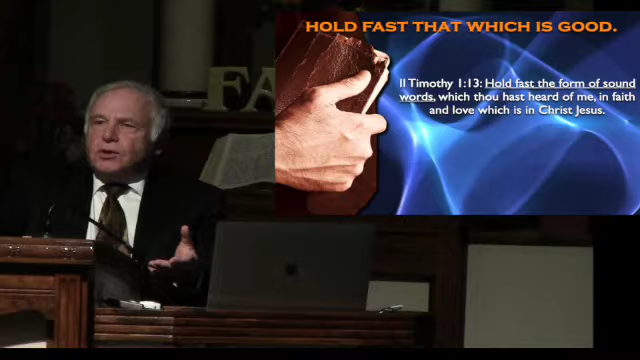 HOLD FAST THAT WHICH IS GOOD.
II Timothy 1:13: Hold fast the form of sound
words, which thou hast heard of me, in faith
and love which is in Christ Jesus.
FA